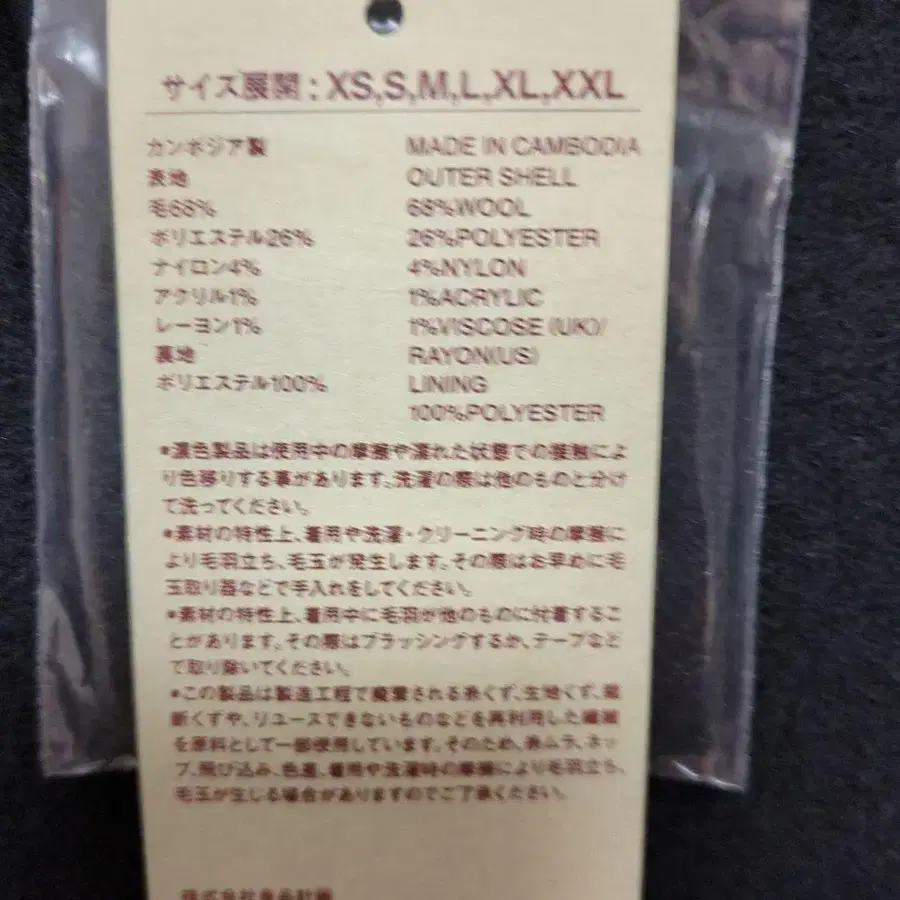 サイズ展開 : XS,S,M,L,XL,XXL
カンボジア製 MADE IN CAMBODIA
表地 OUTER SHELL
毛68% 68%WOOL
ポリエステル26% 26%POLYESTER
ナイロン4% 4%NYLON
アクリル1% 1%ACRYLIC
レーヨン1% 1%VISCOSE (UK)/
裏地 RAYON(US)
ポリエステル100% LINING
100%POLYESTER
•濃色製品は使用中の摩擦や濡れた状態での接触によ
り色移りする事があります。洗濯の際は他のものと分け
て洗ってください。
•素材の特性上、着用や洗濯・クリーニング時の摩擦に
より毛羽立ち、毛玉が発生します。その際はお早めに毛
玉取り器などで手入れをしてください。
•素材の特性上、着用中に毛羽が他のものに付着するこ
とがあります。その際はブラッシングするか、テープなど
で取り除いてください。
•この製品は製造工程で廃棄される糸くず、生地くず、裁
断くずや、リユースできないものなどを再利用した繊維
を原料として一部使用しています。そのため、糸ムラ、ネッ
プ、飛び込み、色差、着用や洗濯時の摩擦により毛羽立ち、
毛玉が生じる場合がありますのでご了承ください。
株式会社良品計画